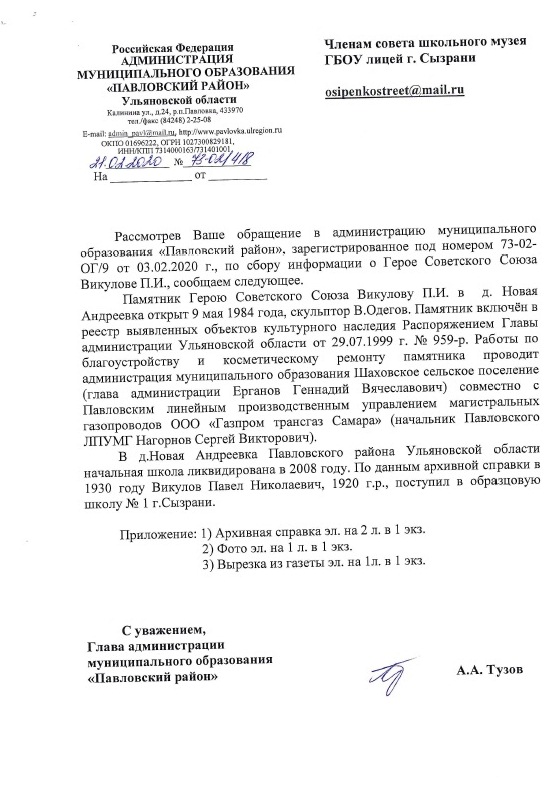 Российская Федерация
АДМИНИСТРАЦИЯ
МУНИЦИПАЛЬНОГО ОБРАЗОВАНИЯ
«ПАВЛОВСКИЙ РАЙОН»
Ульяновской области
Калинина ул., д.24, р.п.Павловка, 433970
тел./факс (84248) 2-25-08
E-mail: admin_pavl@mail.ru, http://www.pavlovka.ulregion.ru
ОКПО 01696222, ОГРН 1027300829181,
ИНН/КПП 7314000163/731401001
21.02.2020 № 73-02/418
На ______________ от ______________
Членам совета школьного музея
ГБОУ лицей г. Сызрани
osipenkostreet@mail.ru
Рассмотрев Ваше обращение в администрацию муниципального
образования «Павловский район», зарегистрированное под номером 73-02-
ОГ/9 от 03.02.2020 г., по сбору информации о Герое Советского Союза
Викулове П.И., сообщаем следующее.
Памятник Герою Советского Союза Викулову П.И. в д. Новая
Андреевка открыт 9 мая 1984 года, скульптор В.Одегов. Памятник включён в
реестр выявленных объектов культурного наследия Распоряжением Главы
администрации Ульяновской области от 29.07.1999 г. № 959-р. Работы по
благоустройству и косметическому ремонту памятника проводит
администрация муниципального образования Шаховское сельское поселение
(глава администрации Ерганов Геннадий Вячеславович) совместно с
Павловским линейным производственным управлением магистральных
газопроводов ООО «Газпром трансгаз Самара» (начальник Павловского
ЛПУМГ Нагорнов Сергей Викторович).
В д.Новая Андреевка Павловского района Ульяновской области
начальная школа ликвидирована в 2008 году. По данным архивной справки в
1930 году Викулов Павел Николаевич, 1920 г.р., поступил в образцовую
школу № 1 г.Сызрани.
Приложение: 1) Архивная справка эл. на 2 л. в 1 экз.
2) Фото эл. на 1 л. в 1 экз.
3) Вырезка из газеты эл. на 1л. в 1 экз.
С уважением,
Глава администрации
муниципального образования
«Павловский район»
А.А. Тузов